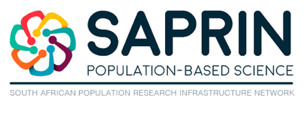 SAPRIN
POPULATION-BASED SCIENCE
SOUTH AFRICAN POPULATION RESEARCH INFRASTRUCTURE NETWORK